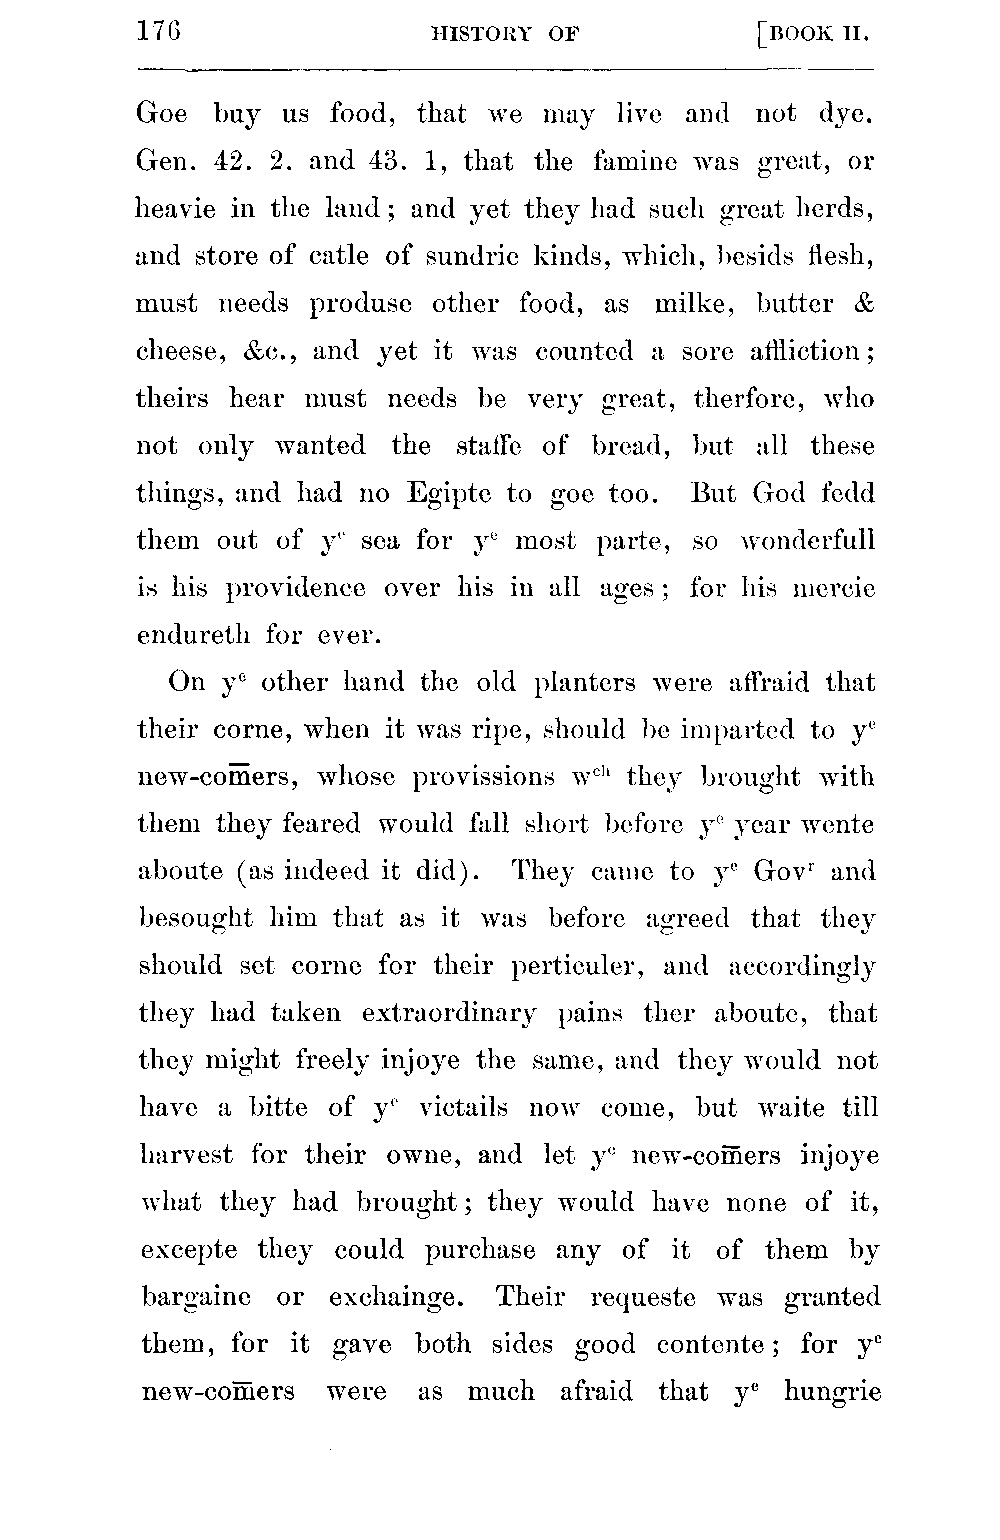 176 HISTORY OF [BOOK II.
Goe buy us food, that we may live and not dye.
Gen. 42. 2. and 43. 1, that the famine was great, or
heavie in the land; and yet they had such great herds,
and store of catle of sundrie kinds, which, besids flesh,
must needs produse other food, as milke, butter &
cheese, &c., and yet it was counted a sore affliction;
theirs hear must needs be very great, therfore, who
not only wanted the staffe of bread, but all these
things, and had no Egipte to goe too. But God fedd
them out of yᵉ sea for yᵉ most parte, so wonderfull
is his providence over his in all ages; for his mercie
endureth for ever.
On yᵉ other hand the old planters were affraid that
their corne, when it was ripe, should be imparted to yᵉ
new-com̅ers, whose provissions wᶜʰ they brought with
them they feared would fall short before yᵉ year wente
aboute (as indeed it did). They came to yᵉ Govʳ and
besought him that as it was before agreed that they
should set corne for their perticuler, and accordingly
they had taken extraordinary pains ther aboute, that
they might freely injoye the same, and they would not
have a bitte of yᵉ victails now come, but waite till
harvest for their owne, and let yᵉ new-com̅ers injoye
what they had brought; they would have none of it,
excepte they could purchase any of it of them by
bargaine or exchainge. Their requeste was granted
them, for it gave both sides good contente; for yᵉ
new-com̅ers were as much afraid that yᵉ hungrie